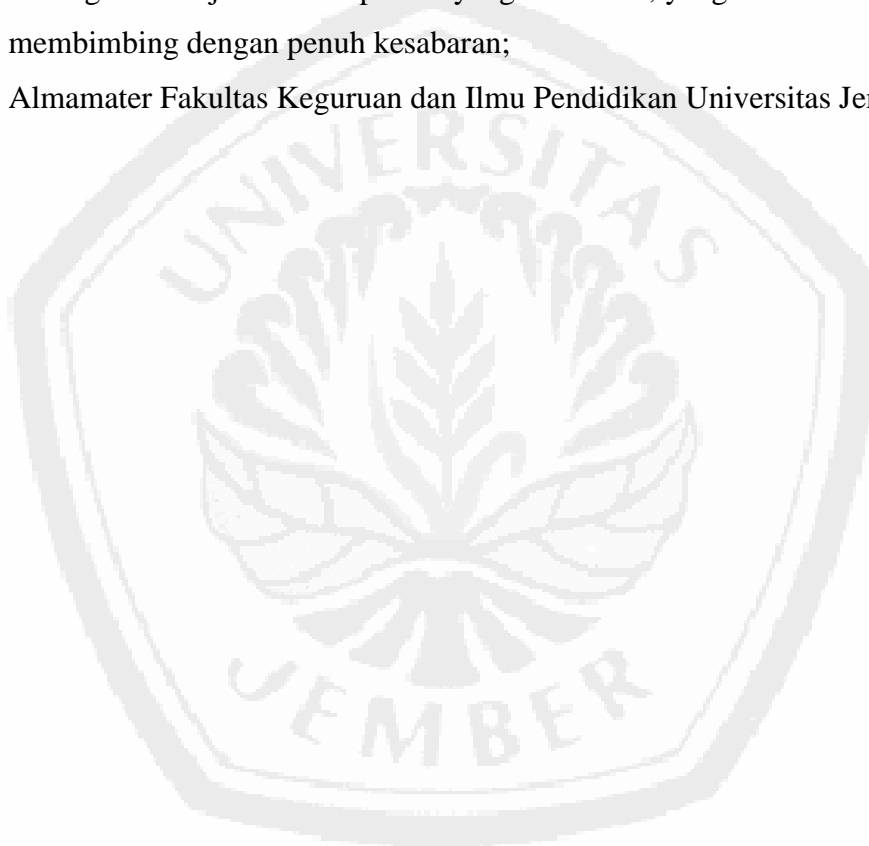 membimbing dengan penuh kesabaran;
Almamater Fakultas Keguruan dan Ilmu Pendidikan Universitas
UNIVERSITAS
JEMBER